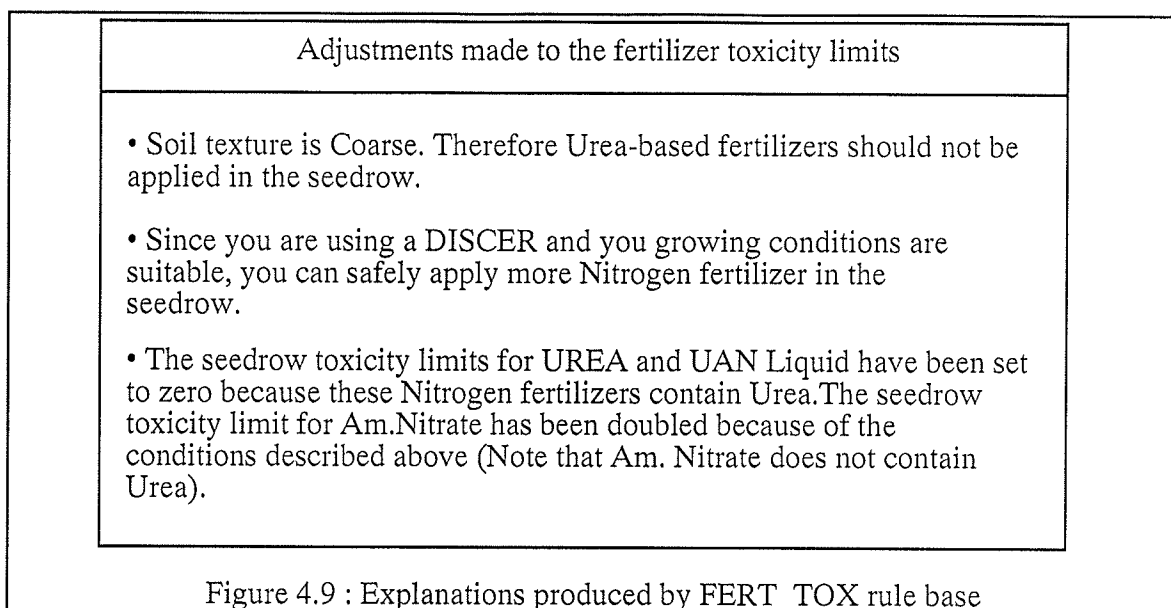 Adjustments made to the fertilizer toxicity limits
• Soil texture is Coarse. Therefore Urea-based fertilizers should not be
applied in the seedrow.
• Since you are using a DISCER and you growing conditions are
suitable, you can safely apply more Nitrogen fertilizer in the
seedrow.
• The seedrow toxicity limits for UREA and UAN Liquid have been set
to zero because these Nitrogen fertilizers contain Urea.The seedrow
toxicity limit for Am.Nitrate has been doubled because of the
conditions described above (Note that Am. Nitrate does not contain
Urea).
Figure 4.9 : Explanations produced by FERT_TOX rule base